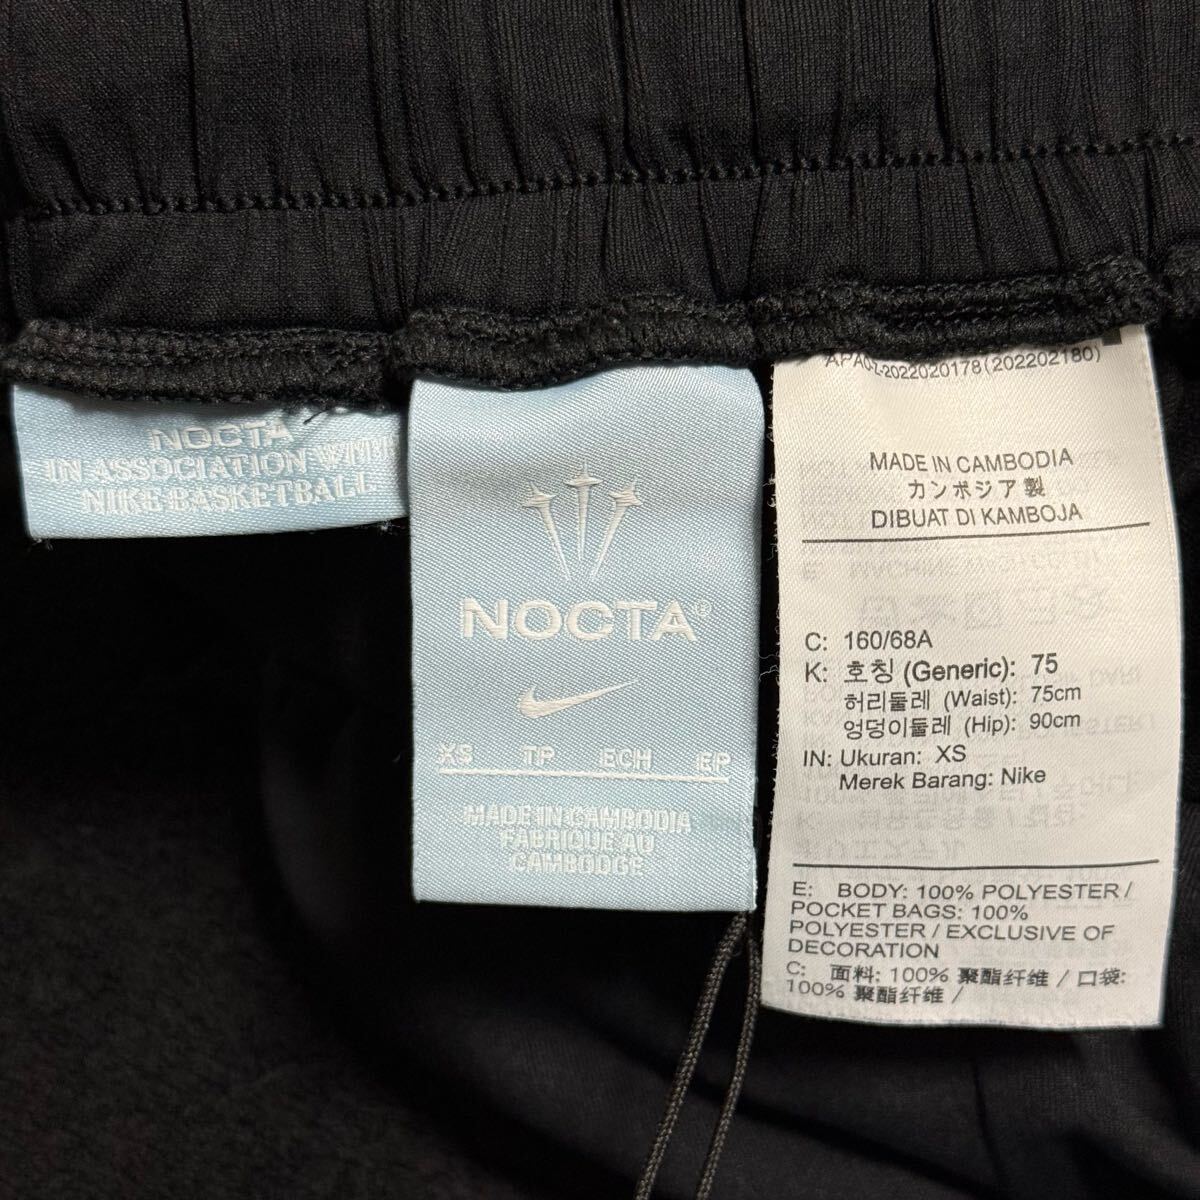 NOCTA
IN ASSOCIATION WITH
NIKE BASKETBALL
NOCTA®
XS TP ECH EP
MADE IN CAMBODIA
FABRIQUE AU
CAMBODGE
2022020178(202202180)
MADE IN CAMBODIA
カンボジア製
DIBUAT DI KAMBOJA
C: 160/68A
K: 호칭 (Generic): 75
허리둘레 (Waist): 75cm
엉덩이둘레 (Hip): 90cm
IN: Ukuran: XS
Merek Barang: Nike
E: BODY: 100% POLYESTER /
POCKET BAGS: 100%
POLYESTER / EXCLUSIVE OF
DECORATION
C: 面料: 100% 聚酯纤维 / 口袋:
100% 聚酯纤维 /